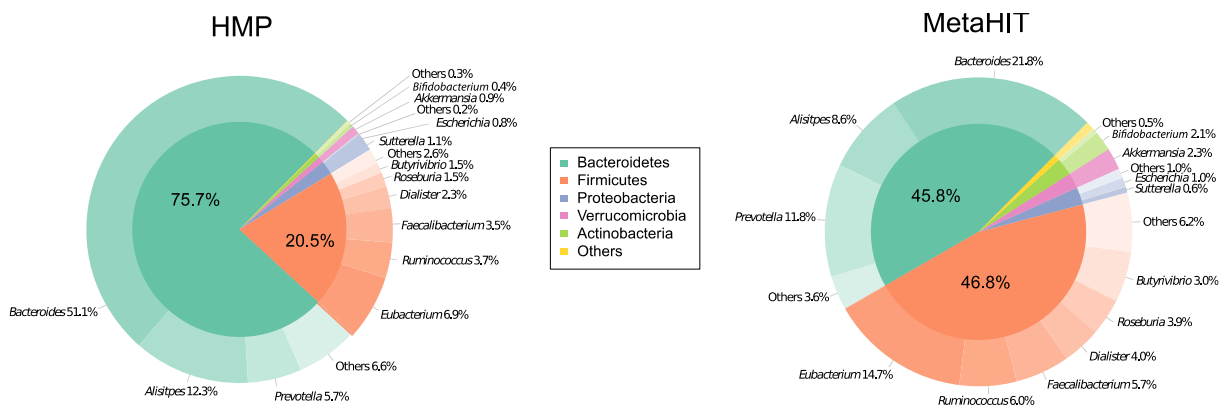 HMP
Others 0.3%
Bifidobacterium 0.4%
Akkermansia 0.9%
Others 0.2%
Escherichia 0.8%
Sutterella 1.1%
Others 2.6%
Butyrivibrio 1.5%
Roseburia 1.5%
Dialister 2.3%
Faecalibacterium 3.5%
Ruminococcus 3.7%
Eubacterium 6.9%
Others 6.6%
Prevotella 5.7%
Alisitpes 12.3%
Bacteroides 51.1%
75.7%
20.5%
Bacteroidetes
Firmicutes
Proteobacteria
Verrucomicrobia
Actinobacteria
Others
MetaHIT
Bacteroides 21.8%
Alisitpes 8.6%
Prevotella 11.8%
Others 3.6%
Eubacterium 14.7%
Ruminococcus 6.0%
Faecalibacterium 5.7%
Dialister 4.0%
Roseburia 3.9%
Butyrivibrio 3.0%
Others 6.2%
Sutterella 0.6%
Escherichia 1.0%
Others 1.0%
Akkermansia 2.3%
Bifidobacterium 2.1%
Others 0.5%
45.8%
46.8%